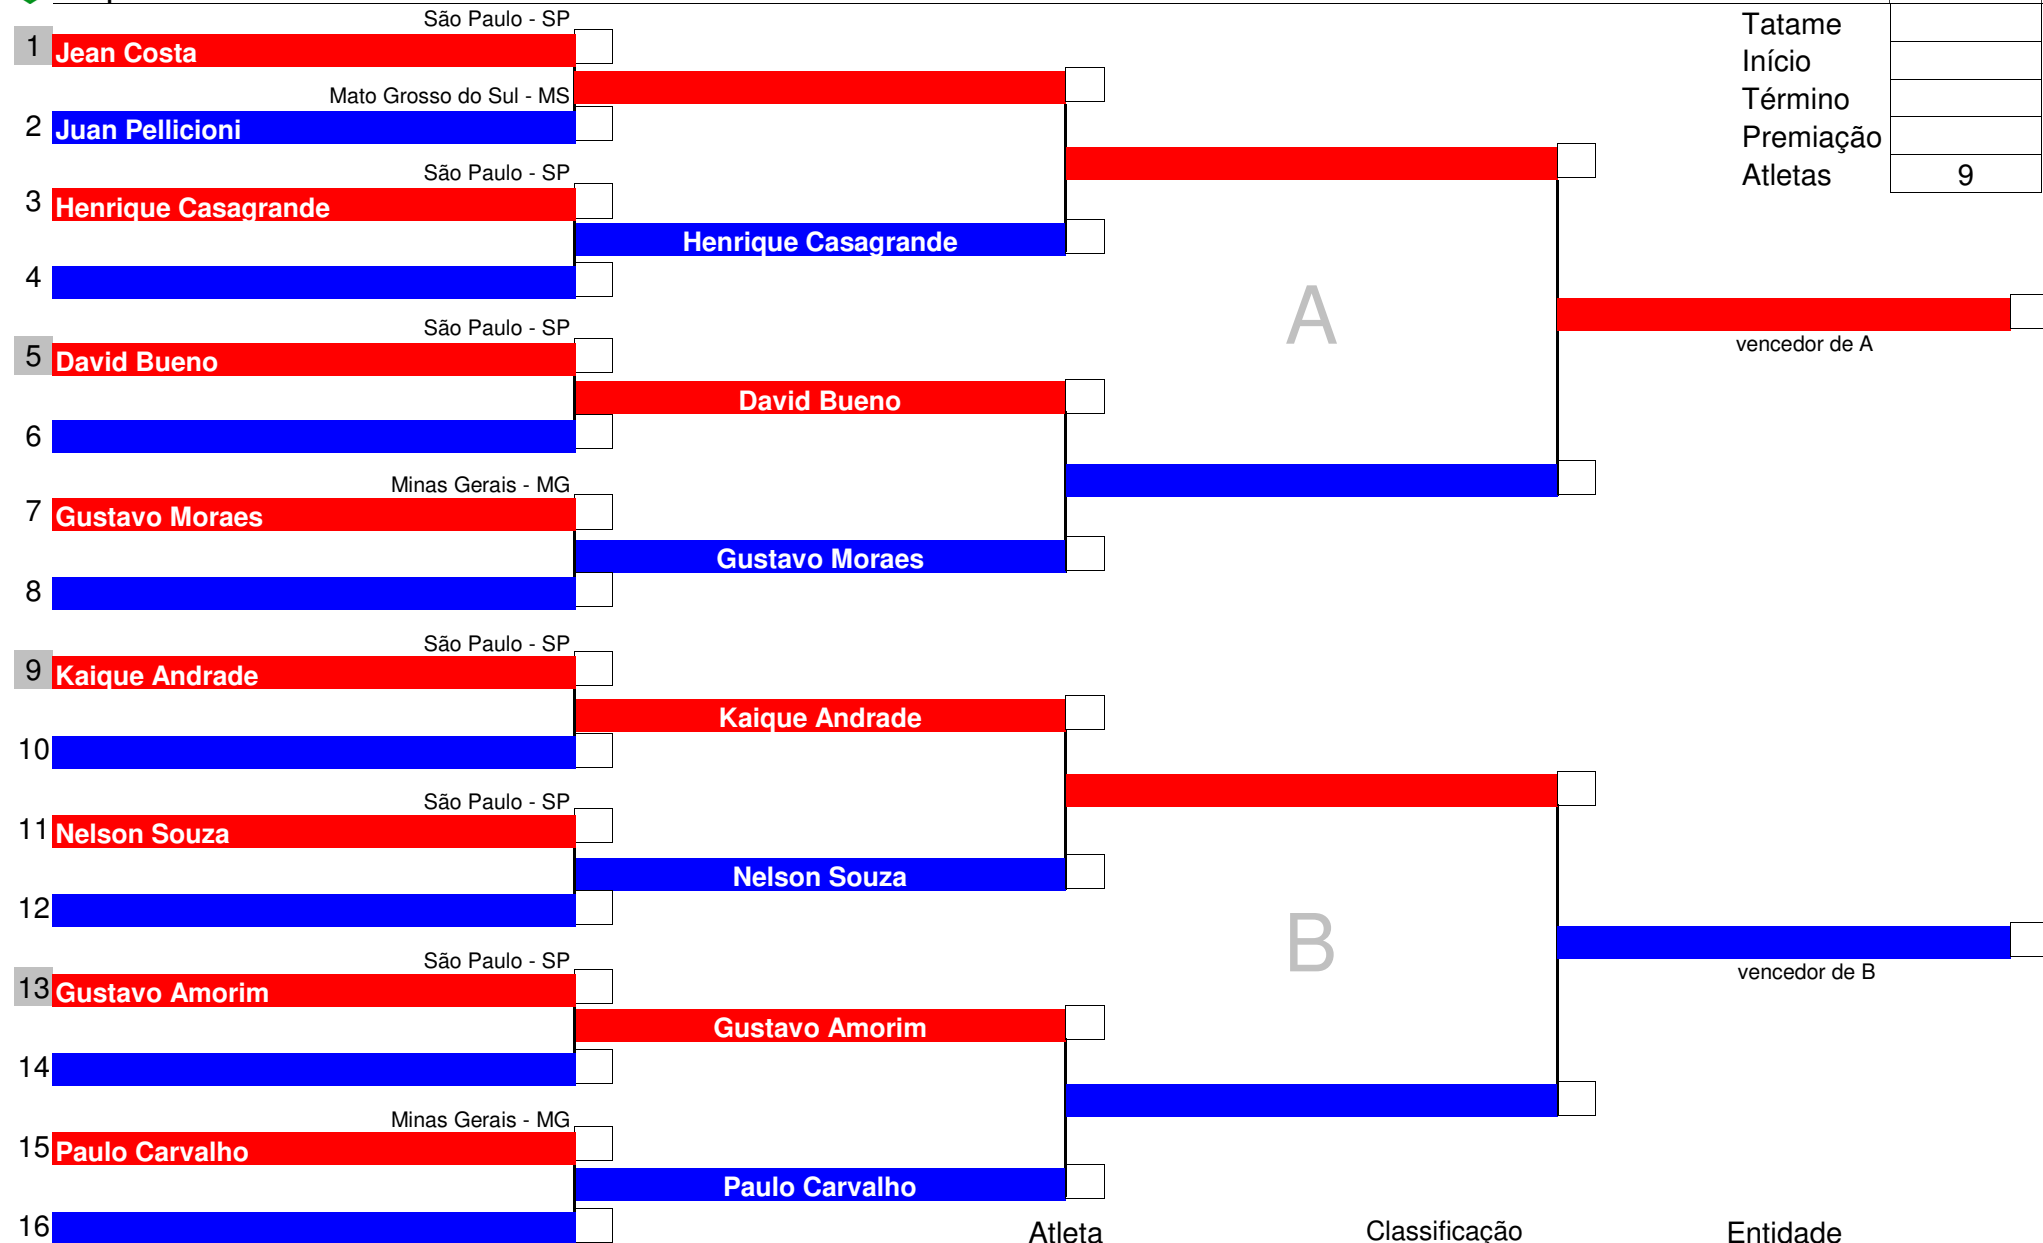 São Paulo - SP
1 Jean Costa
Mato Grosso do Sul - MS
2 Juan Pellicioni
São Paulo - SP
3 Henrique Casagrande
Henrique Casagrande
4
São Paulo - SP
5 David Bueno
David Bueno
6
Minas Gerais - MG
7 Gustavo Moraes
Gustavo Moraes
8
São Paulo - SP
9 Kaique Andrade
Kaique Andrade
10
São Paulo - SP
11 Nelson Souza
Nelson Souza
12
São Paulo - SP
13 Gustavo Amorim
Gustavo Amorim
14
Minas Gerais - MG
15 Paulo Carvalho
Paulo Carvalho
16
A
B
vencedor de A
vencedor de B
Tatame
Início
Término
Premiação
Atletas 9
Atleta Classificação Entidade